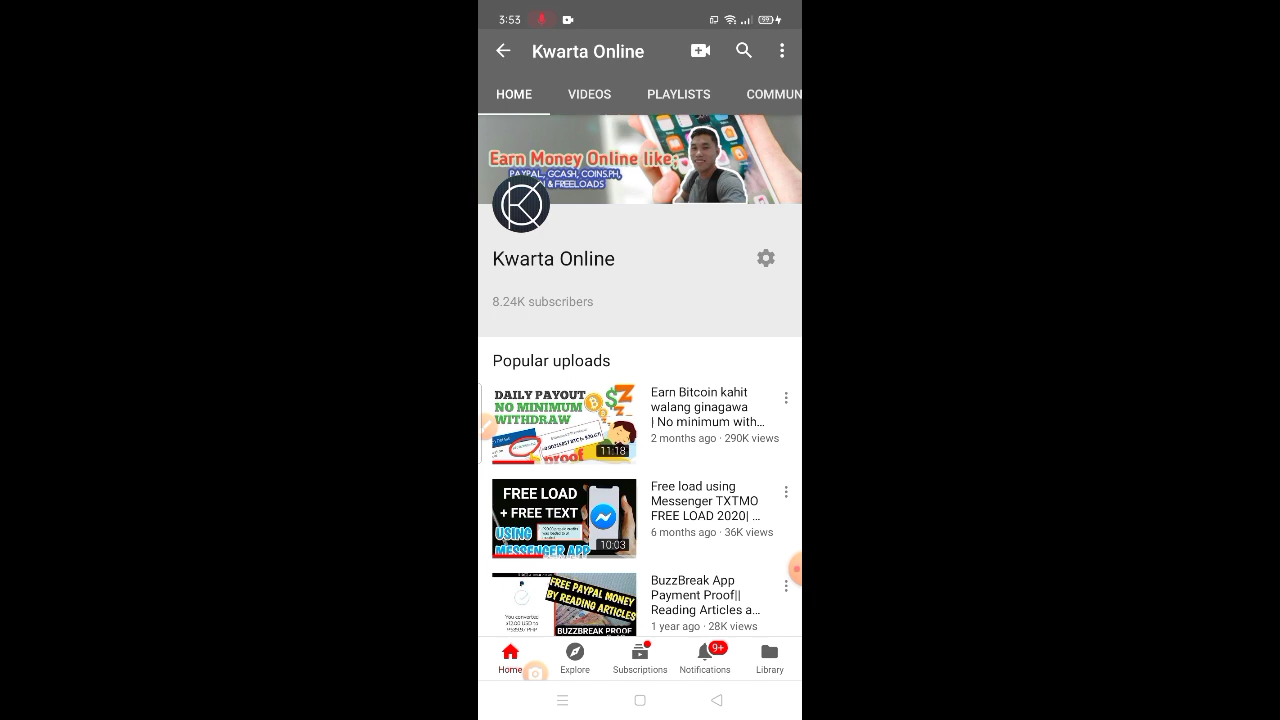 3:53
99
Kwarta Online
HOME VIDEOS PLAYLISTS COMMUN
Earn Money Online like:
PAYPAL, GCASH, COINS.PH,
& FREELOADS
Kwarta Online
8.24K subscribers
Popular uploads
DAILY PAYOUT
NO MINIMUM
WITHDRAW
proof
11:18
Earn Bitcoin kahit
walang ginagawa
| No minimum with...
2 months ago · 290K views
FREE LOAD
+ FREE TEXT
USING
MESSENGER APP
10:03
Free load using
Messenger TXTMO
FREE LOAD 2020| ...
6 months ago · 36K views
FREE PAYPAL MONEY
BY READING ARTICLES
You converted
BUZZBREAK PROOF
BuzzBreak App
Payment Proof||
Reading Articles a...
1 year ago · 28K views
9+
Home Explore Subscriptions Notifications Library